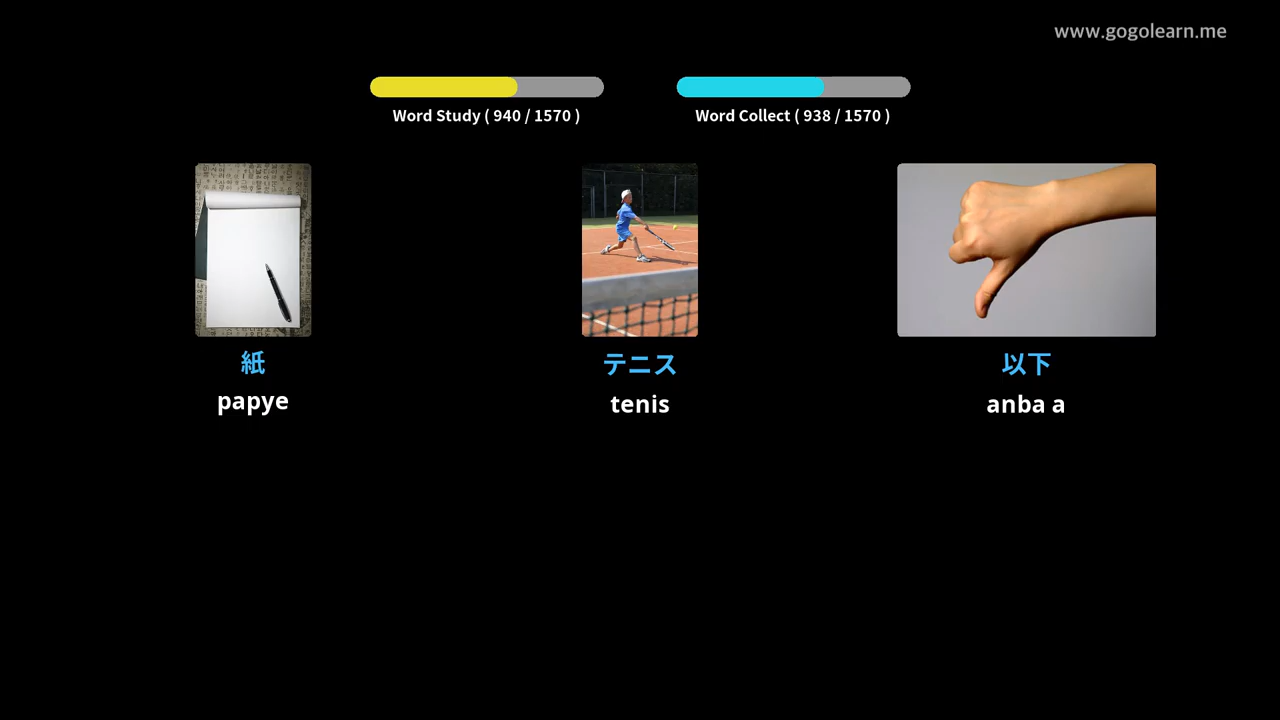 www.gogolearn.me
Word Study ( 940 / 1570 )
Word Collect ( 938 / 1570 )
紙
テニス
以下
papye
tenis
anba a